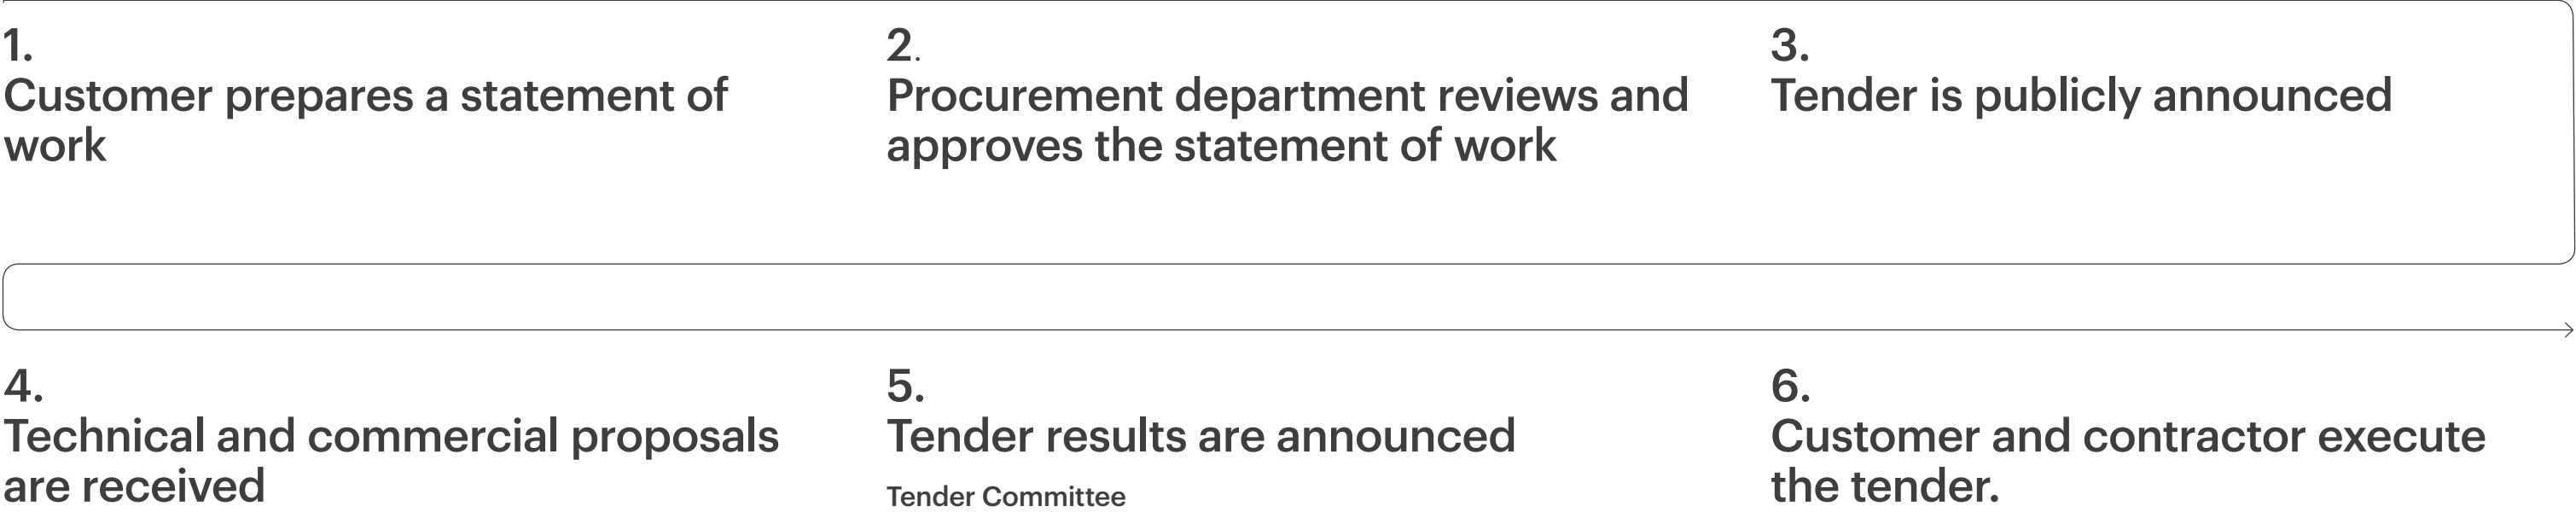 1.
Customer prepares a statement of
work
2.
Procurement department reviews and
approves the statement of work
3.
Tender is publicly announced
4.
Technical and commercial proposals
are received
5.
Tender results are announced
Tender Committee
6.
Customer and contractor execute
the tender.